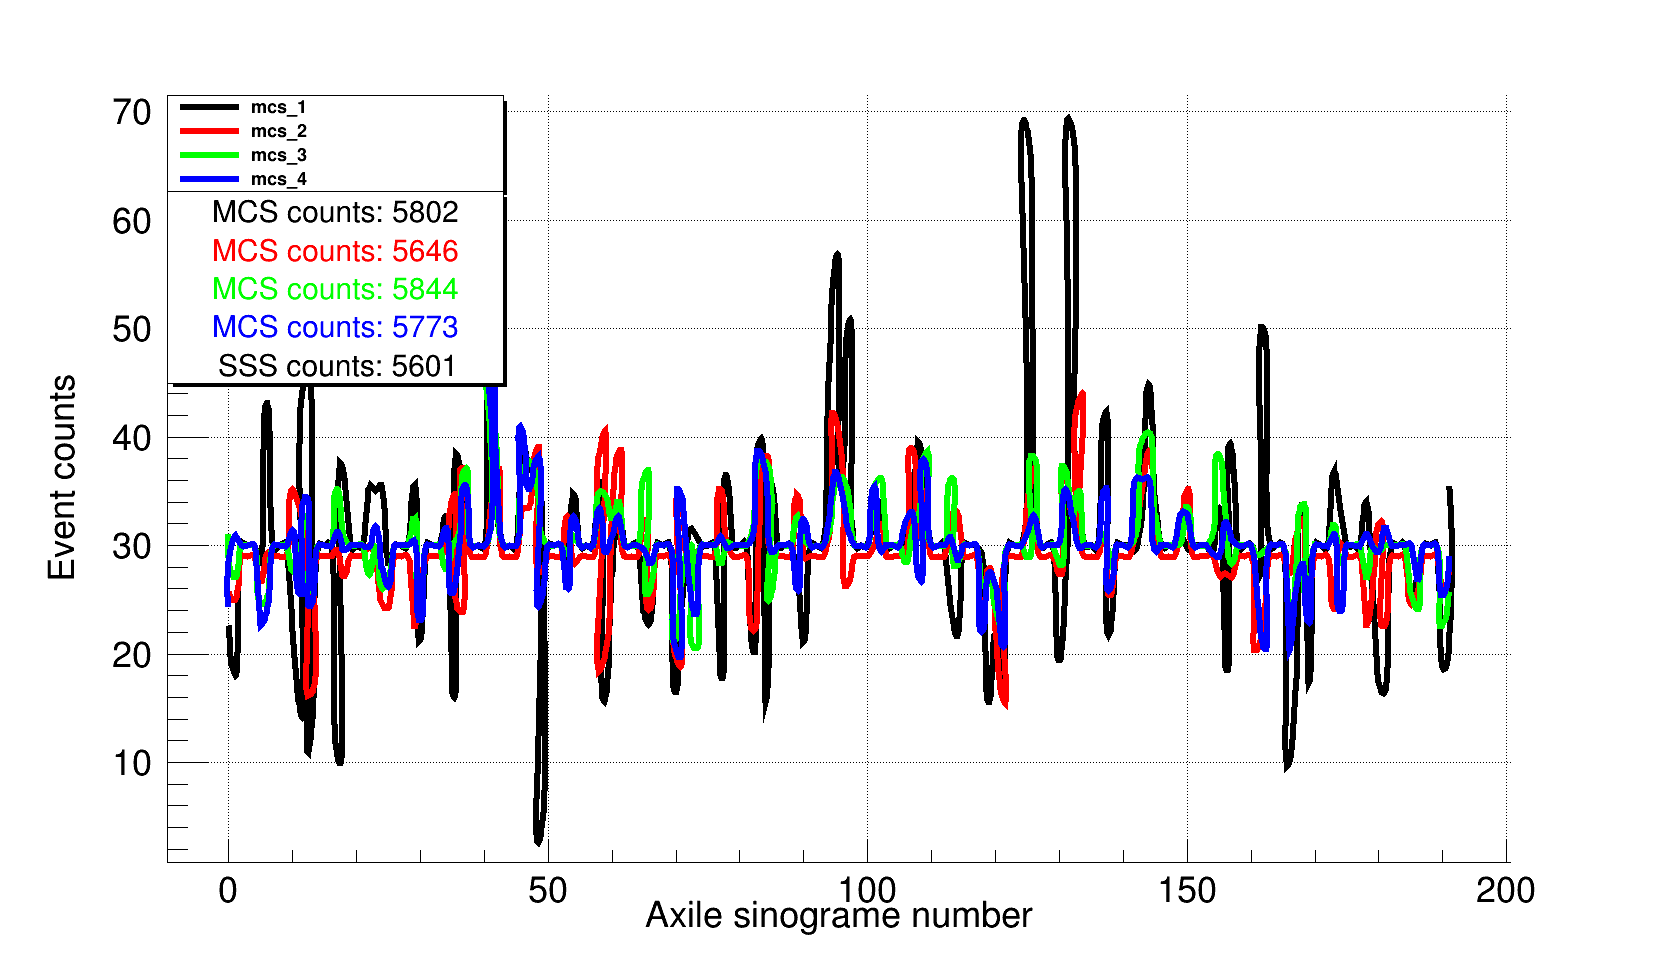 70
60
50
40
30
20
10
mcs_1
mcs_2
mcs_3
mcs_4
MCS counts: 5802
MCS counts: 5646
MCS counts: 5844
MCS counts: 5773
SSS counts: 5601
Event counts
0 50 100 150 200
Axile sinograme number